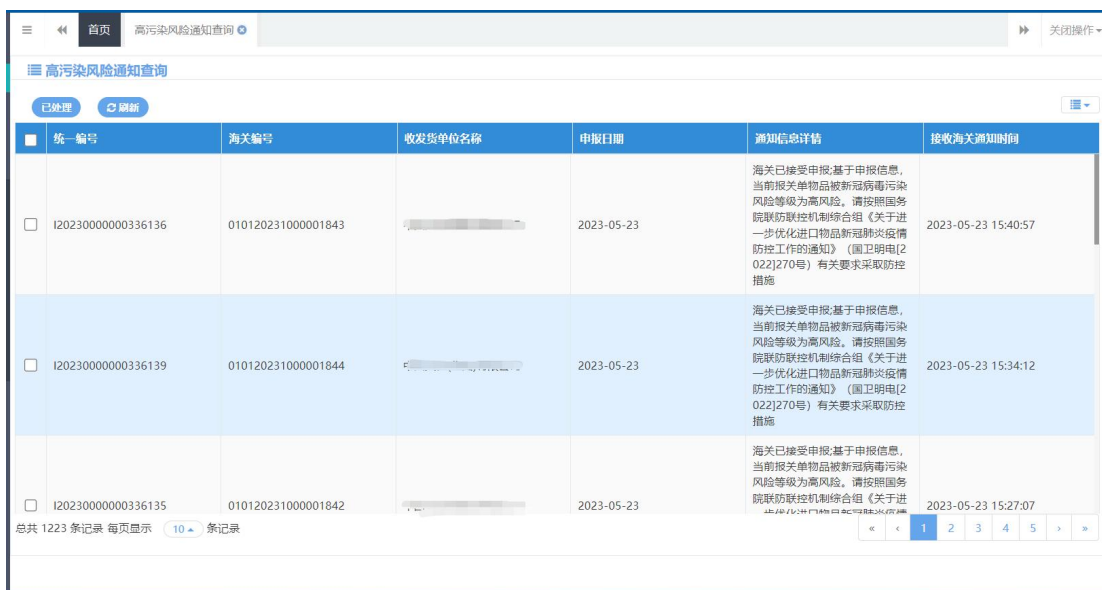 首页
高污染风险通知查询
关闭操作
高污染风险通知查询
已处理
刷新
统一编号
海关编号
收发货单位名称
申报日期
通知信息详情
接收海关通知时间
I20230000000336136
010120231000001843
2023-05-23
海关已接受申报;基于申报信息,
当前报关单物品被新冠病毒污染
风险等级为高风险。请按照国务
院联防联控机制综合组《关于进
一步优化进口物品新冠肺炎疫情
防控工作的通知》（国卫明电[2
022]270号）有关要求采取防控
措施
2023-05-23 15:40:57
I20230000000336139
010120231000001844
2023-05-23
海关已接受申报;基于申报信息,
当前报关单物品被新冠病毒污染
风险等级为高风险。请按照国务
院联防联控机制综合组《关于进
一步优化进口物品新冠肺炎疫情
防控工作的通知》（国卫明电[2
022]270号）有关要求采取防控
措施
2023-05-23 15:34:12
I20230000000336135
010120231000001842
2023-05-23
海关已接受申报;基于申报信息,
当前报关单物品被新冠病毒污染
风险等级为高风险。请按照国务
院联防联控机制综合组《关于进
一步优化进口物品新冠肺炎疫情
2023-05-23 15:27:07
总共 1223 条记录 每页显示 10 条记录
« ‹ 1 2 3 4 5 › »